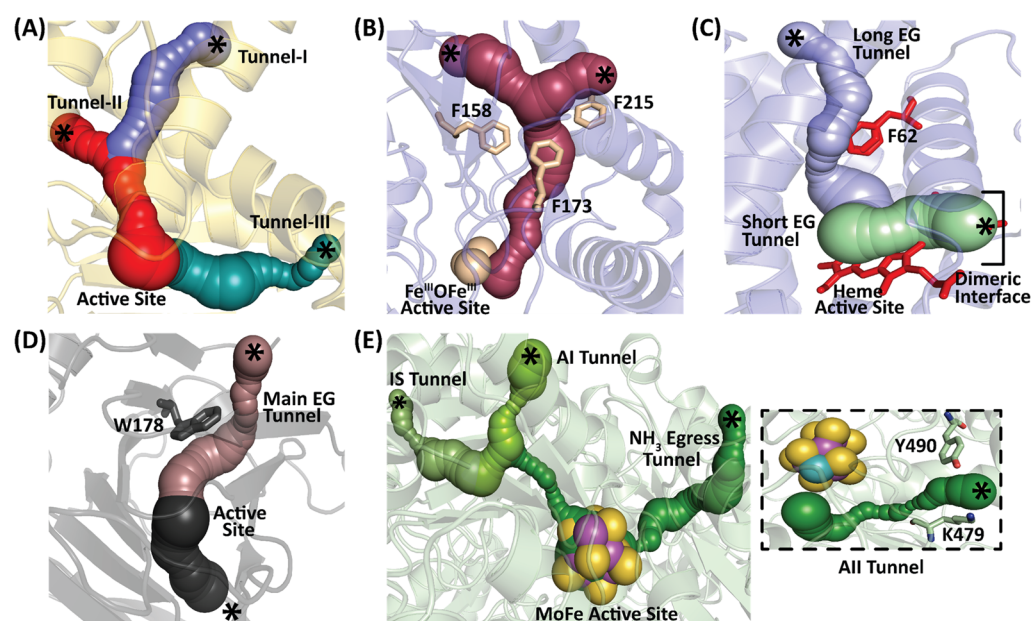 (A)
Tunnel-I
Tunnel-II
Tunnel-III
Active Site
*
*
*
(B)
*
*
F158
F215
F173
FeᴵᴵᴵOFeᴵᴵᴵ
Active Site
(C)
*
Long EG
Tunnel
F62
Short EG
Tunnel
*
Heme
Active Site
Dimeric
Interface
(D)
*
Main EG
Tunnel
W178
Active
Site
*
(E)
*
AI Tunnel
IS Tunnel
*
*
NH₃ Egress
Tunnel
MoFe Active Site
Y490
*
K479
AII Tunnel